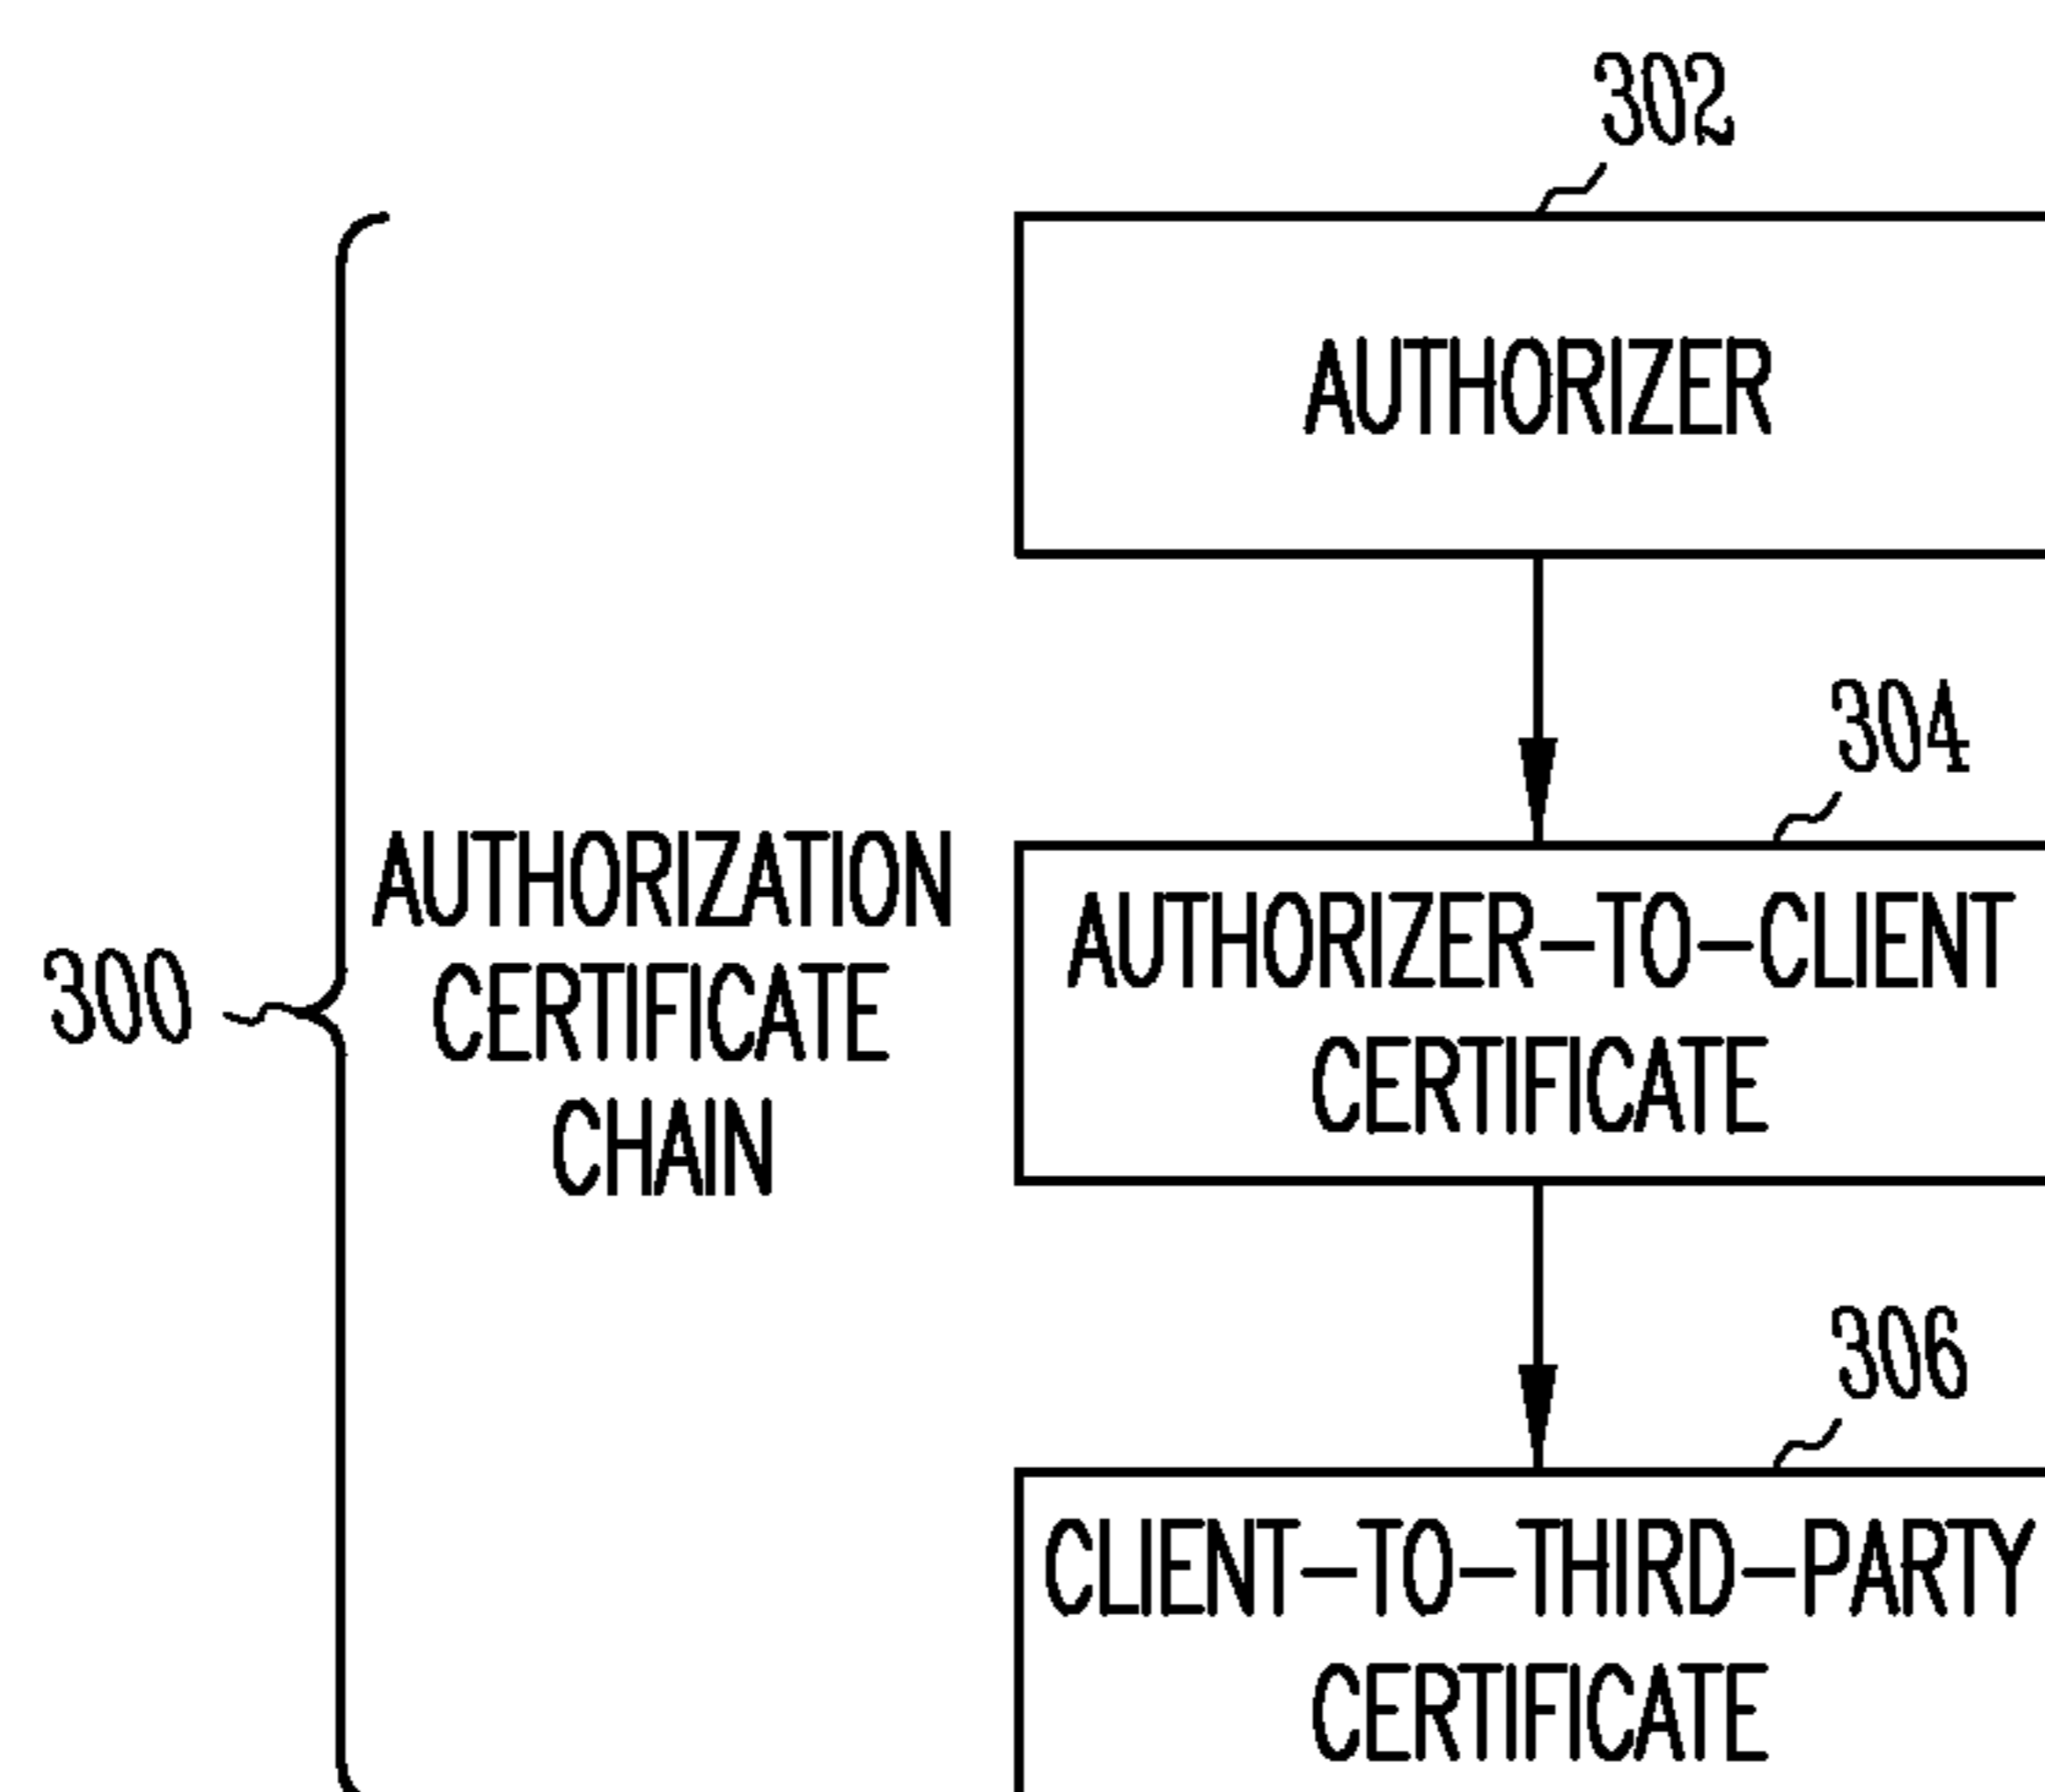 302
AUTHORIZER
304
AUTHORIZER-TO-CLIENT
CERTIFICATE
300
AUTHORIZATION
CERTIFICATE
CHAIN
306
CLIENT-TO-THIRD-PARTY
CERTIFICATE